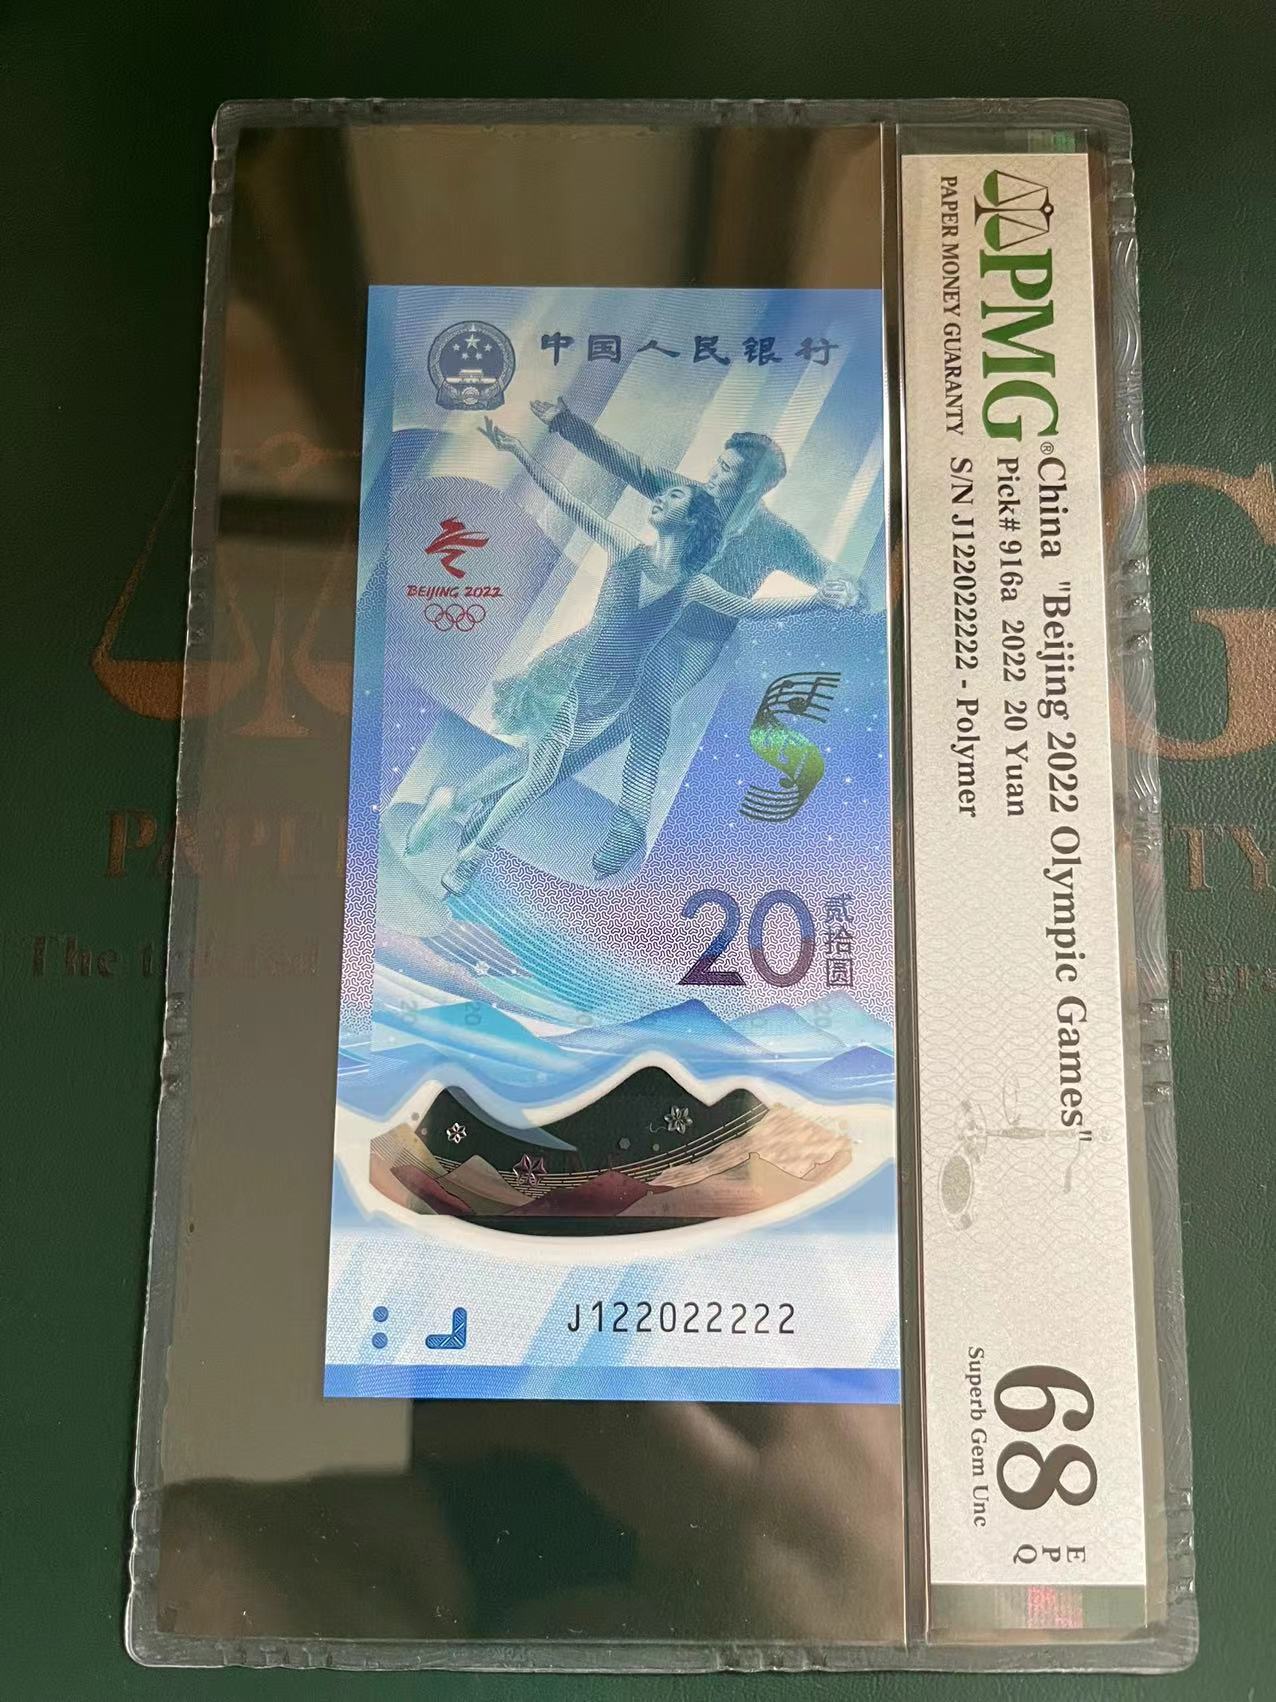 中国人民银行
BEIJING 2022
20
贰拾圆
J122022222
PMG®
PAPER MONEY GUARANTY
China "Beijing 2022 Olympic Games"
Pick# 916a 2022 20 Yuan
S/N J122022222 - Polymer
68
EPQ
Superb Gem Unc